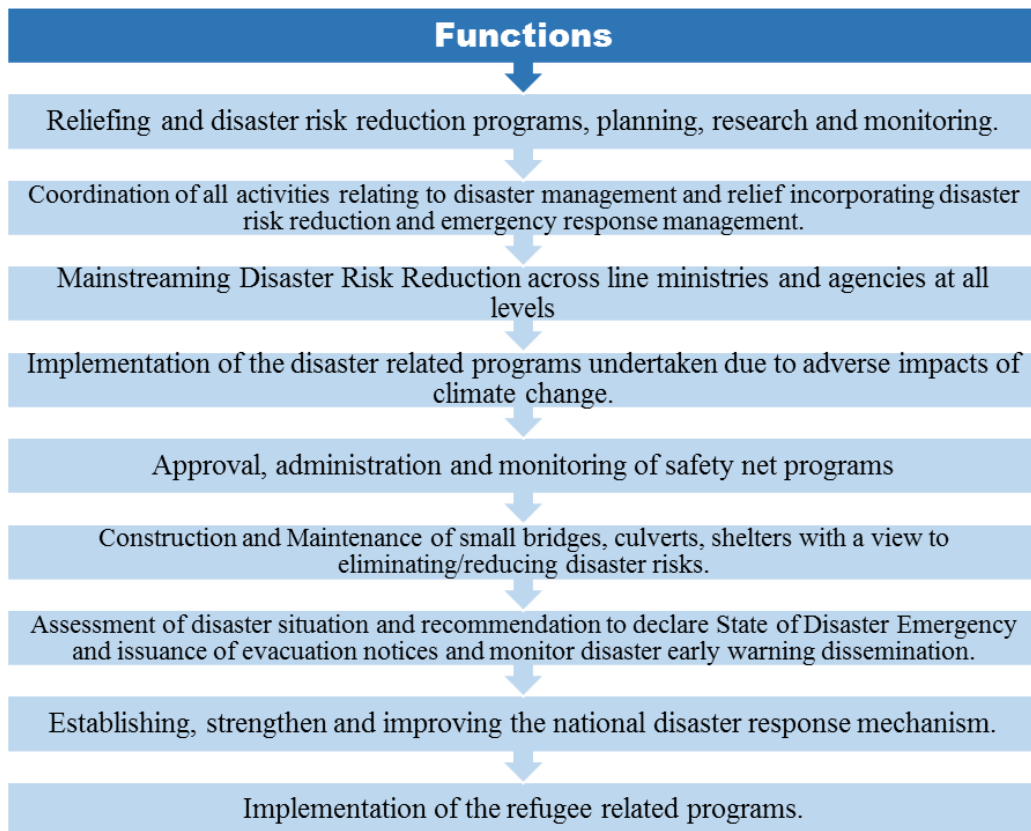 Functions
Reliefing and disaster risk reduction programs, planning, research and monitoring.
Coordination of all activities relating to disaster management and relief incorporating disaster
risk reduction and emergency response management.
Mainstreaming Disaster Risk Reduction across line ministries and agencies at all
levels
Implementation of the disaster related programs undertaken due to adverse impacts of
climate change.
Approval, administration and monitoring of safety net programs
Construction and Maintenance of small bridges, culverts, shelters with a view to
eliminating/reducing disaster risks.
Assessment of disaster situation and recommendation to declare State of Disaster Emergency
and issuance of evacuation notices and monitor disaster early warning dissemination.
Establishing, strengthen and improving the national disaster response mechanism.
Implementation of the refugee related programs.